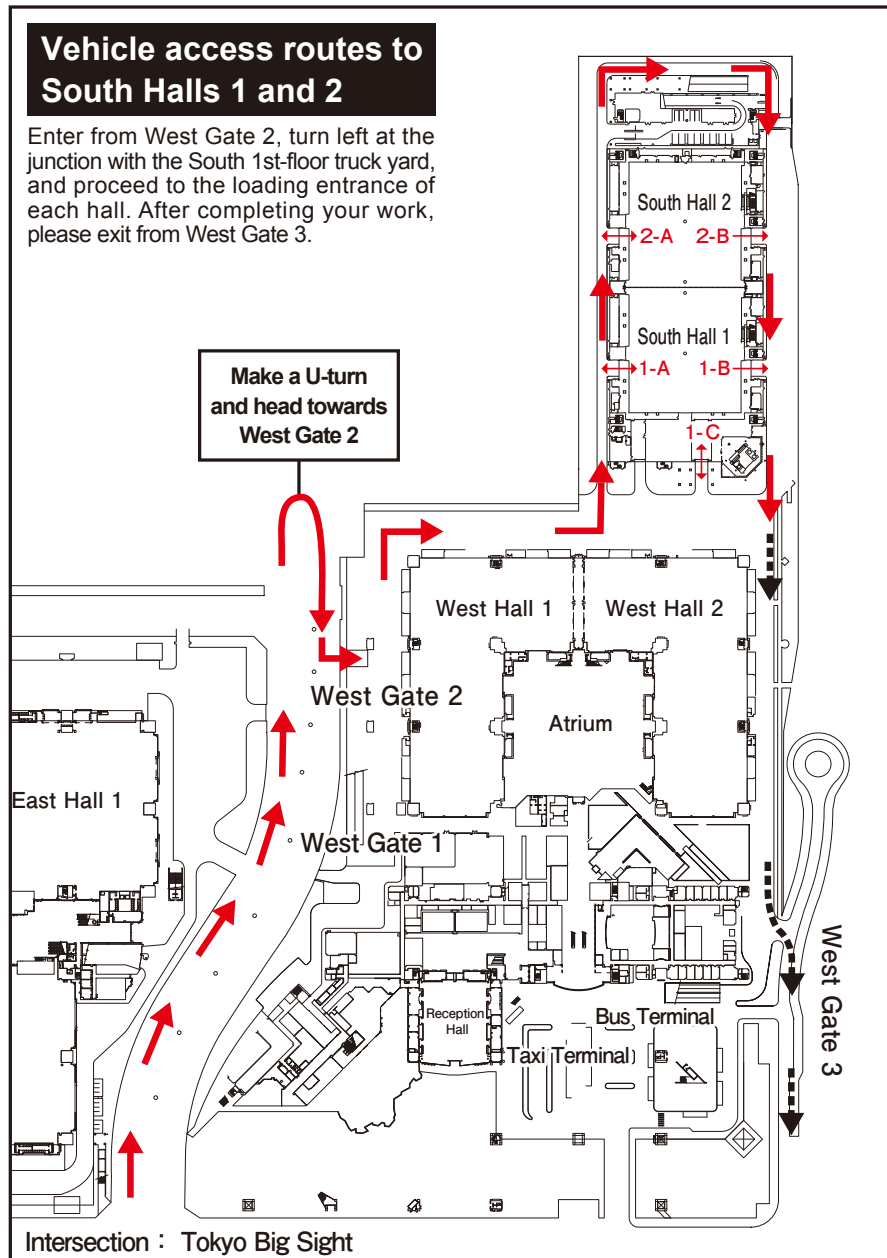 Vehicle access routes to
South Halls 1 and 2
Enter from West Gate 2, turn left at the
junction with the South 1st-floor truck yard,
and proceed to the loading entrance of
each hall. After completing your work,
please exit from West Gate 3.
South Hall 2
2-A
2-B
South Hall 1
1-A
1-B
1-C
Make a U-turn
and head towards
West Gate 2
West Hall 1
West Hall 2
West Gate 2
Atrium
East Hall 1
West Gate 1
West Gate 3
Reception
Hall
Bus Terminal
Taxi Terminal
Intersection : Tokyo Big Sight